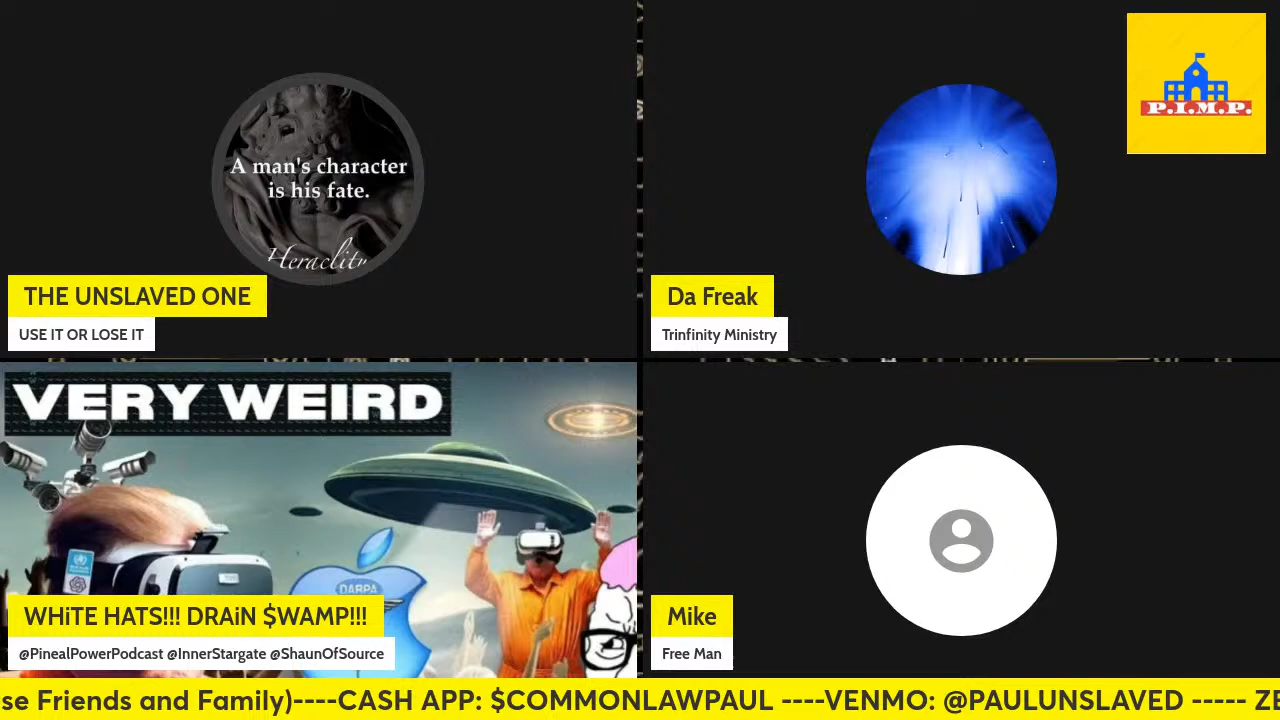 A man's character
is his fate.
THE UNSLAVED ONE
USE IT OR LOSE IT
P.I.M.P.
Da Freak
Trinfinity Ministry
VERY WEIRD
DARPA
WHiTE HATS!!! DRAiN $WAMP!!!
@PinealPowerPodcast @InnerStargate @ShaunOfSource
Mike
Free Man
se Friends and Family)----CASH APP: $COMMONLAWPAUL ----VENMO: @PAULUNSLAVED ----- ZE